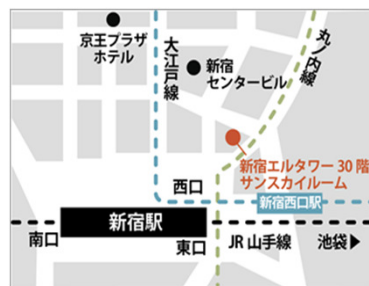 京王プラザ
ホテル
大江戸線
新宿
センタービル
丸ノ内線
新宿エルタワー 30 階
サンスカイルーム
西口
新宿西口駅
新宿駅
南口
東口
JR 山手線
池袋▶